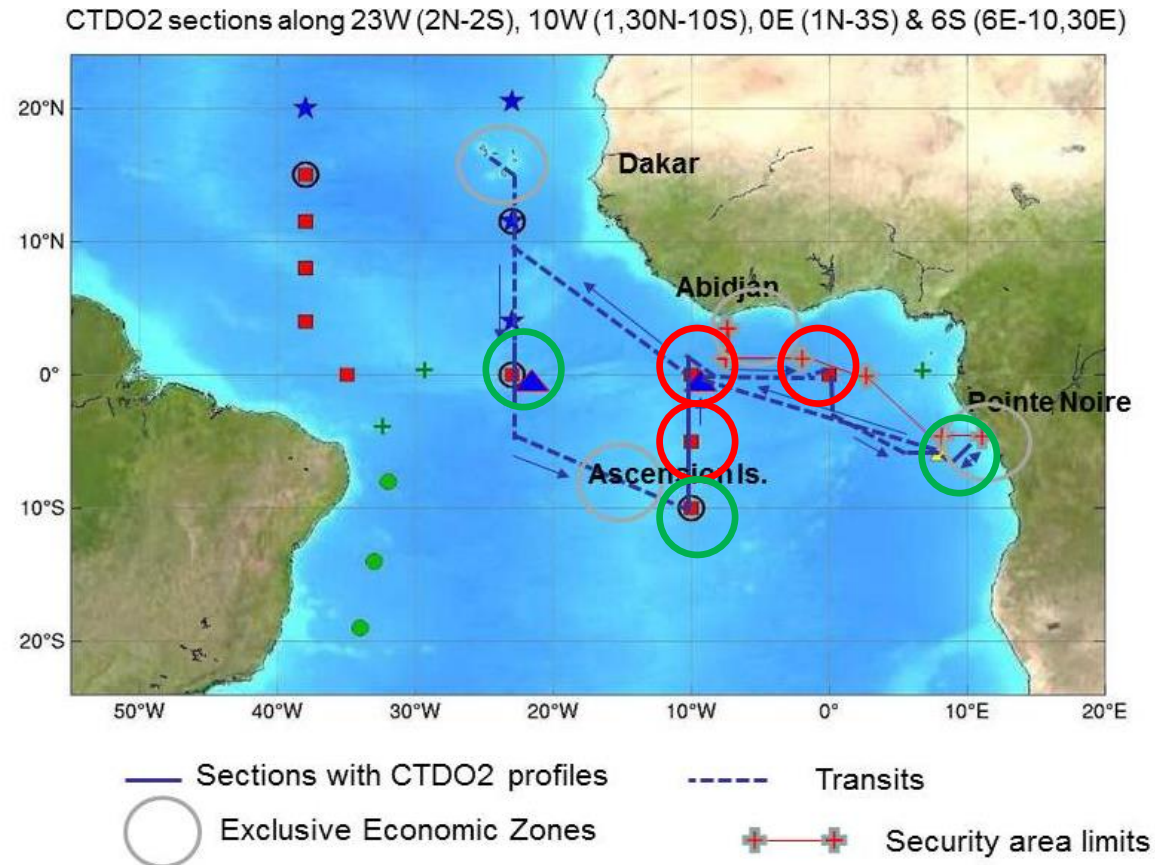 CTDO2 sections along 23W (2N-2S), 10W (1,30N-10S), 0E (1N-3S) & 6S (6E-10,30E)
20°N
Dakar
10°N
Abidjan
0°
Pointe Noire
Ascension Is.
10°S
20°S
50°W 40°W 30°W 20°W 10°W 0° 10°E 20°E
Sections with CTDO2 profiles Transits
Exclusive Economic Zones Security area limits